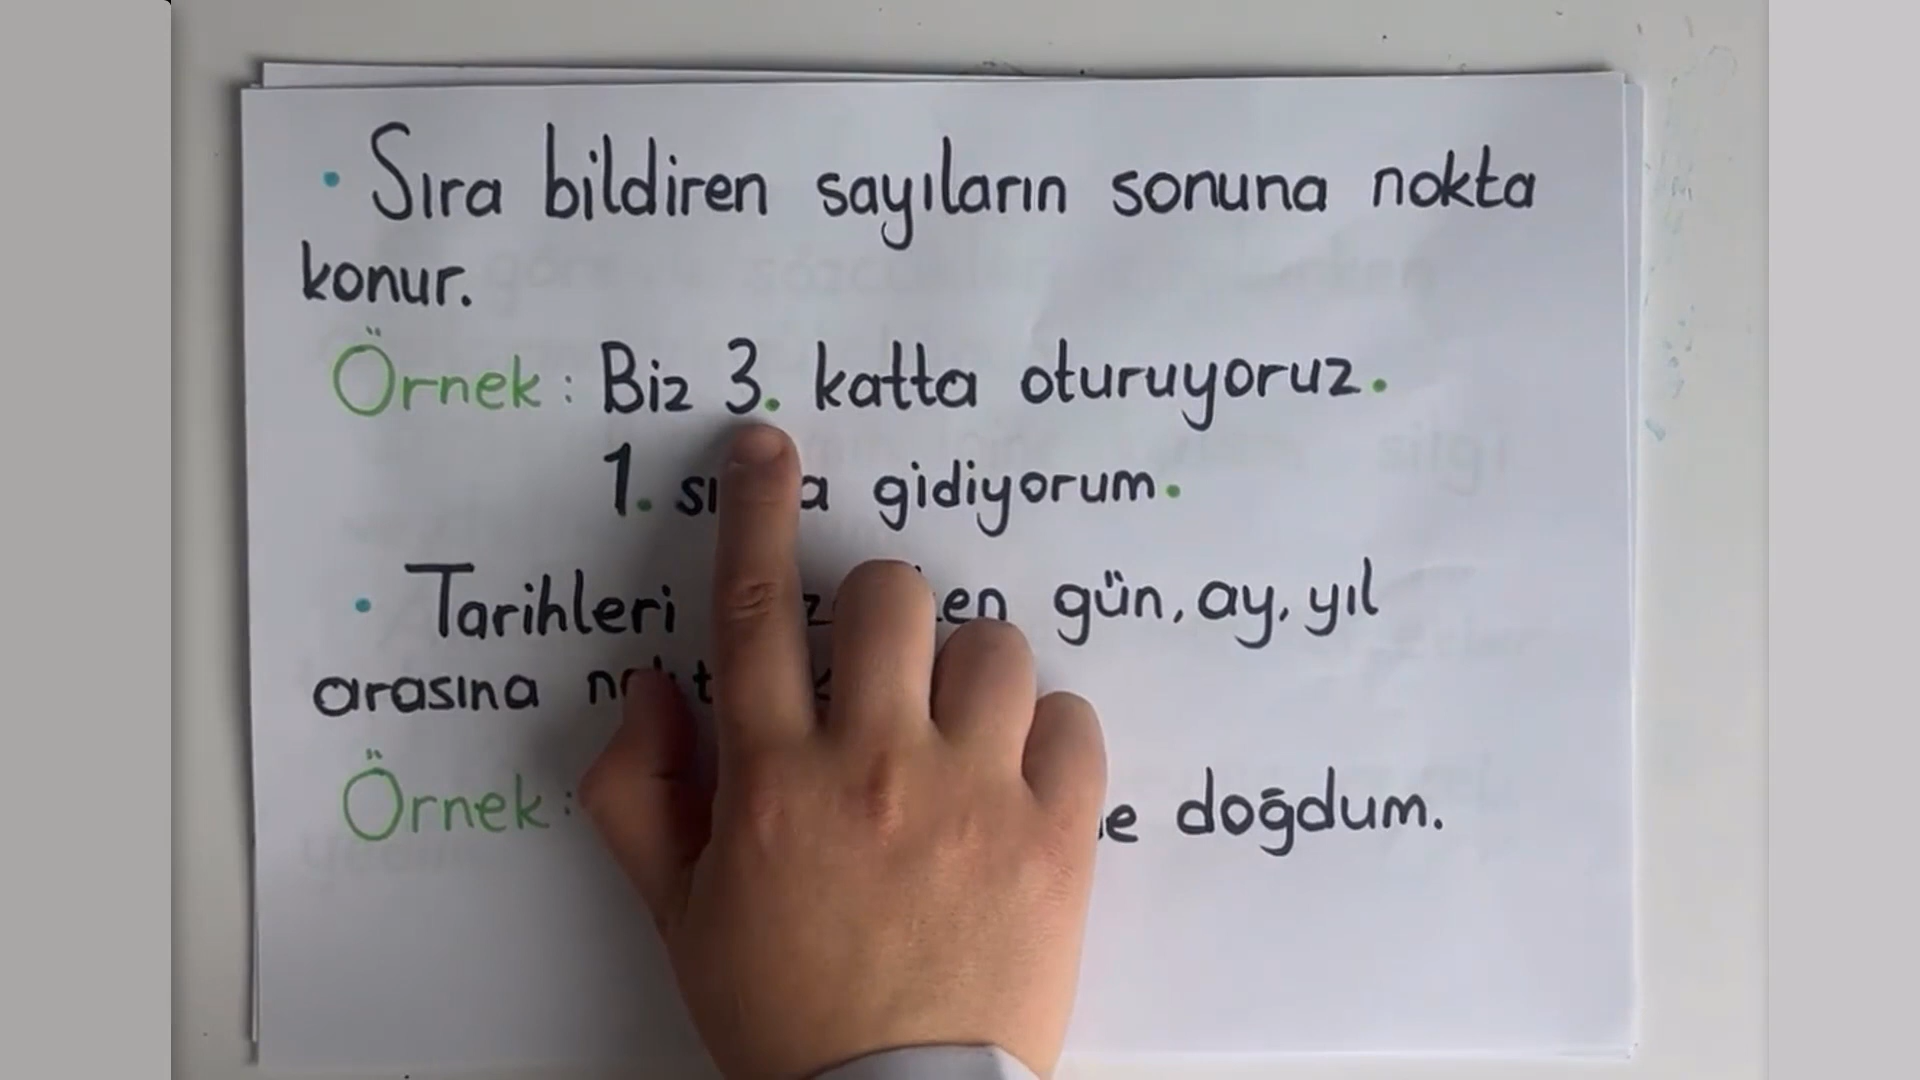 • Sıra bildiren sayıların sonuna nokta
konur.
Örnek: Biz 3. katta oturuyoruz.
1. gidiyorum.
• Tarihleri gün, ay, yıl
arasına
Örnek: doğdum.